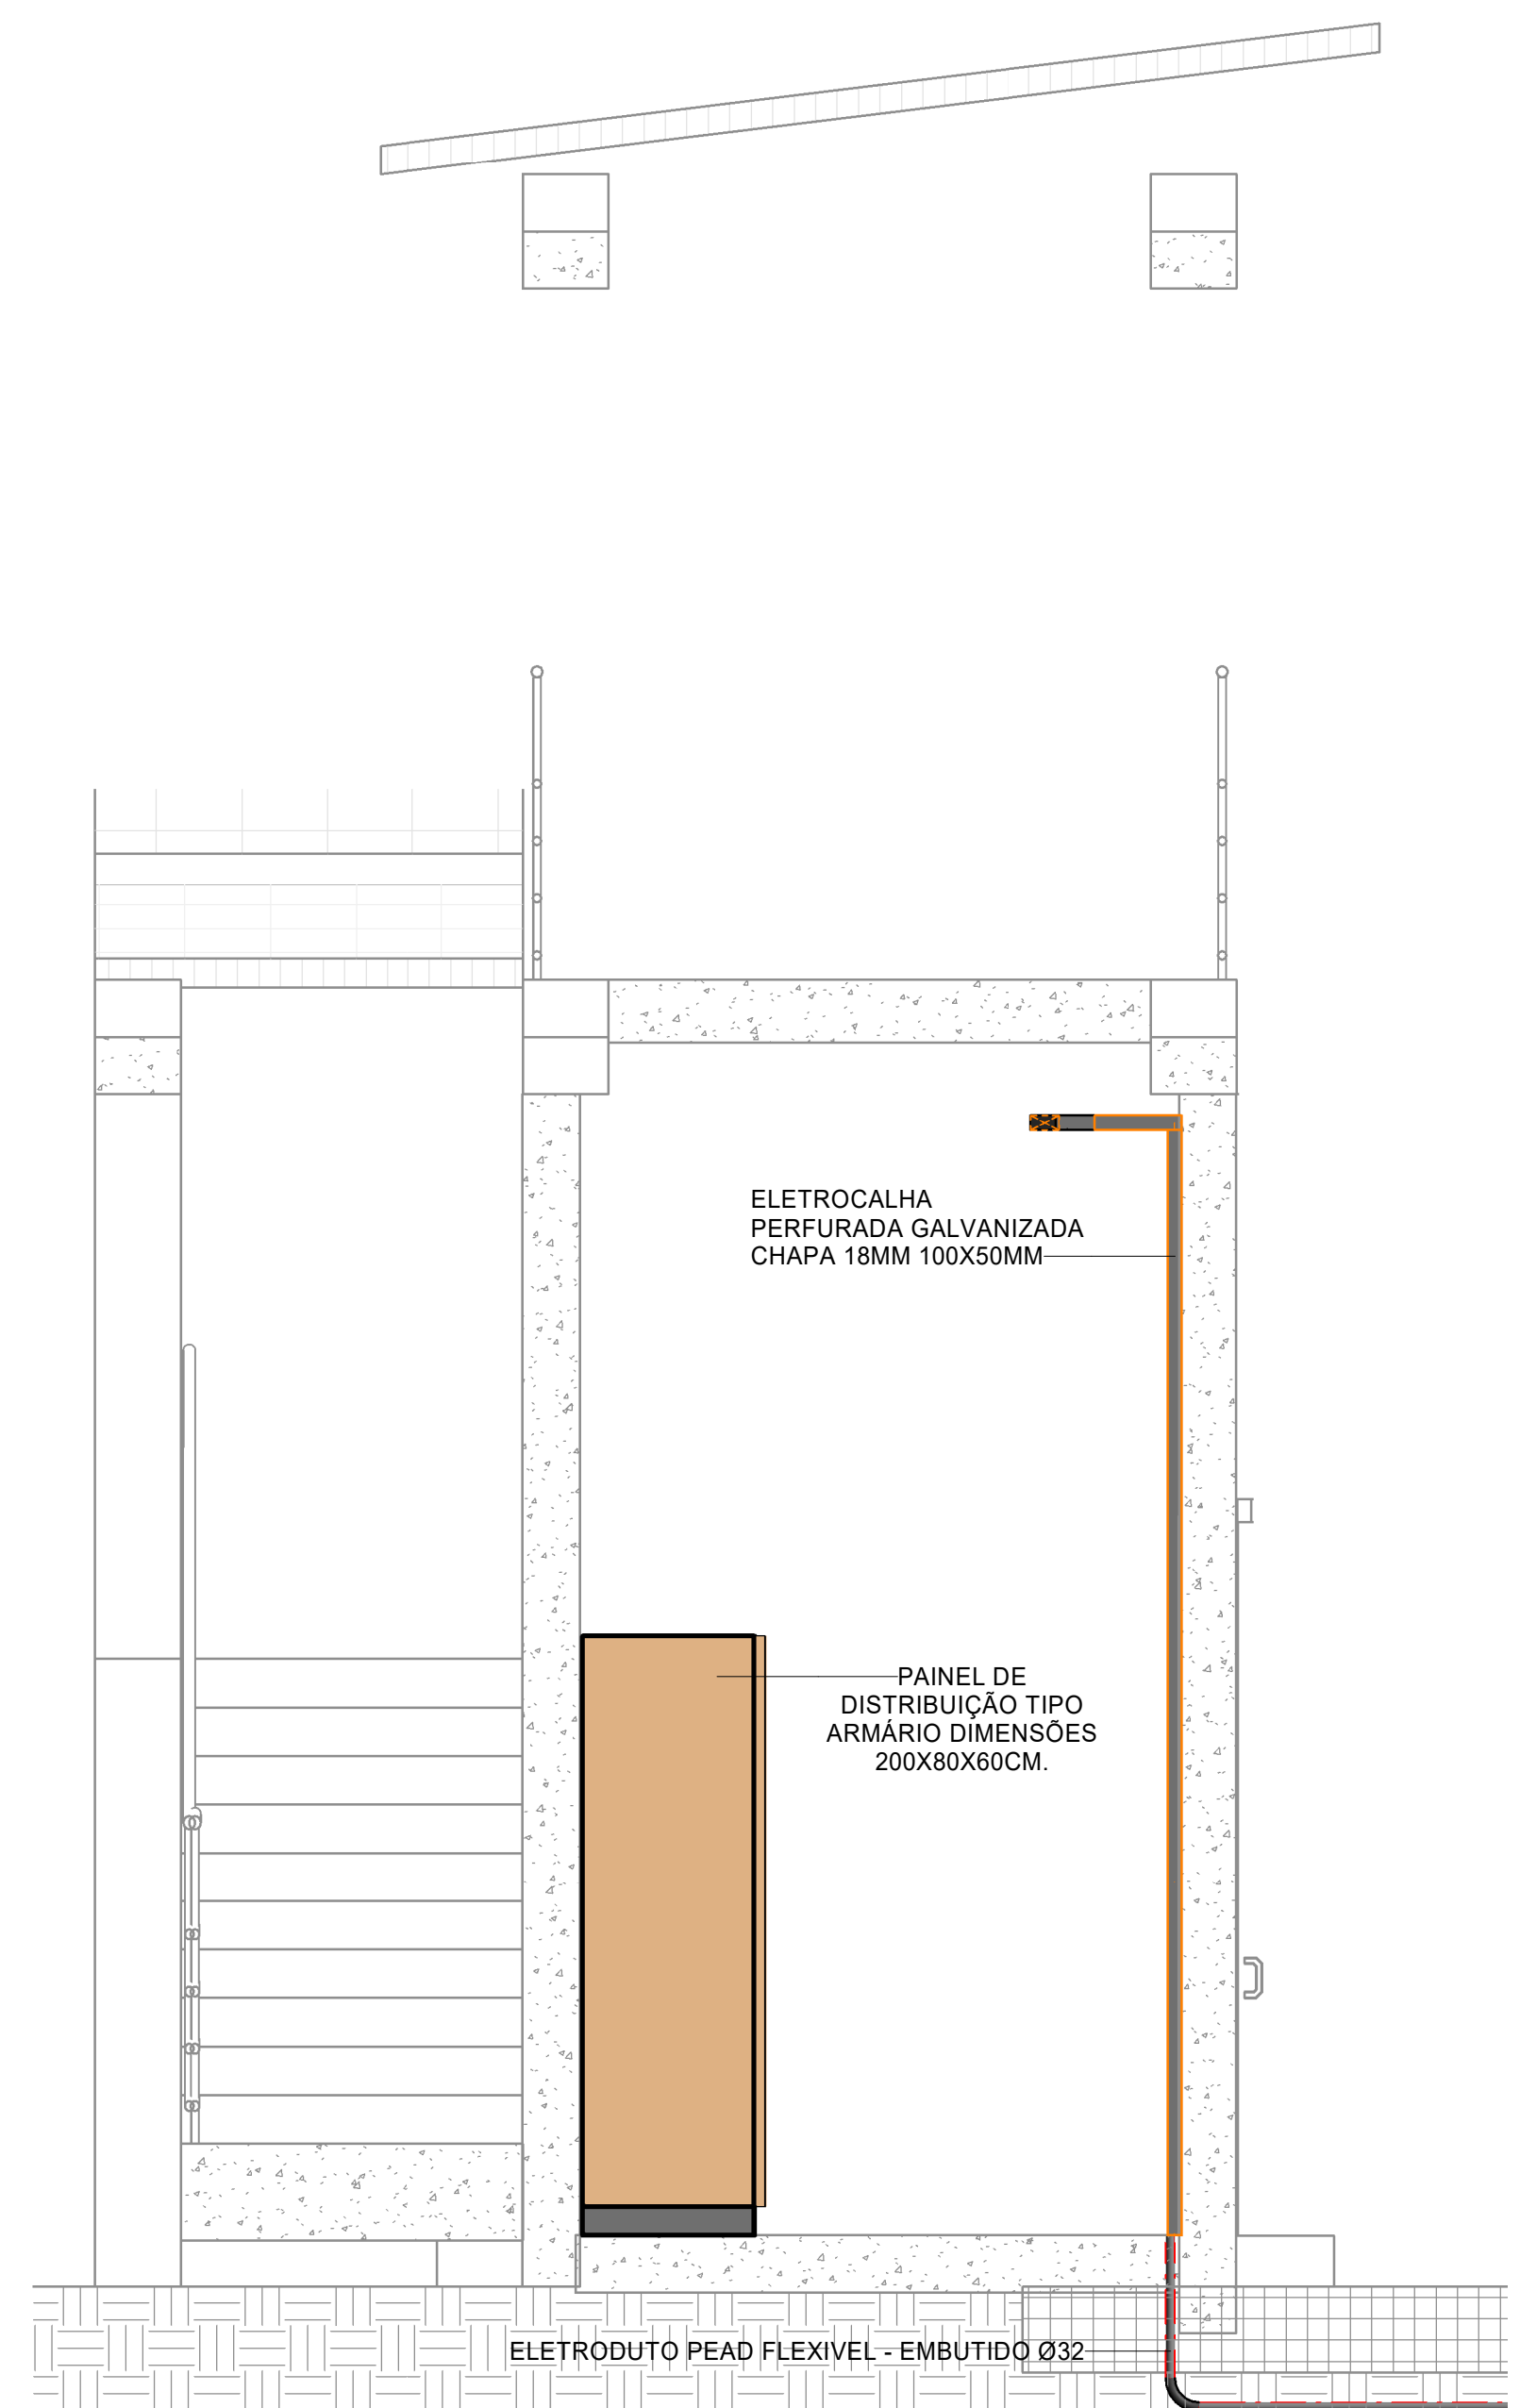 ELETROCALHA
PERFURADA GALVANIZADA
CHAPA 18MM 100X50MM
PAINEL DE
DISTRIBUIÇÃO TIPO
ARMÁRIO DIMENSÕES
200X80X60CM.
ELETRODUTO PEAD FLEXIVEL - EMBUTIDO Ø32